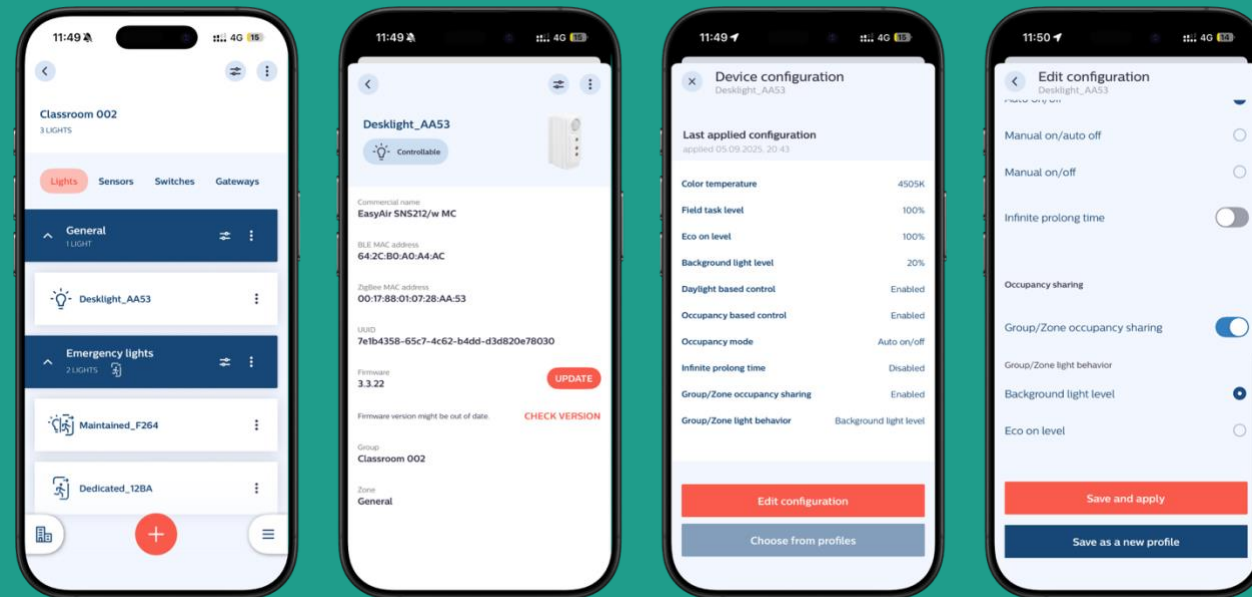 11:49
4G 15
Classroom 002
3 LIGHTS
Lights Sensors Switches Gateways
General
1 LIGHT
Desklight_AA53
Emergency lights
2 LIGHTS
Maintained_F264
Dedicated_12BA
11:49
4G 15
Desklight_AA53
Controllable
Commercial name
EasyAir SNS212/w MC
BLE MAC address
64:2C:B0:A0:A4:AC
ZigBee MAC address
00:17:88:01:07:28:AA:53
UUID
7e1b4358-65c7-4c62-b4dd-d3d820e78030
Firmware
3.3.22
UPDATE
Firmware version might be out of date.
CHECK VERSION
Group
Classroom 002
Zone
General
11:49
4G 15
Device configuration
Desklight_AA53
Last applied configuration
applied 05.09.2025. 20:43
Color temperature 4505K
Field task level 100%
Eco on level 100%
Background light level 20%
Daylight based control Enabled
Occupancy based control Enabled
Occupancy mode Auto on/off
Infinite prolong time Disabled
Group/Zone occupancy sharing Enabled
Group/Zone light behavior Background light level
Edit configuration
Choose from profiles
11:50
4G 14
Edit configuration
Desklight_AA53
Auto on/off
Manual on/auto off
Manual on/off
Infinite prolong time
Occupancy sharing
Group/Zone occupancy sharing
Group/Zone light behavior
Background light level
Eco on level
Save and apply
Save as a new profile